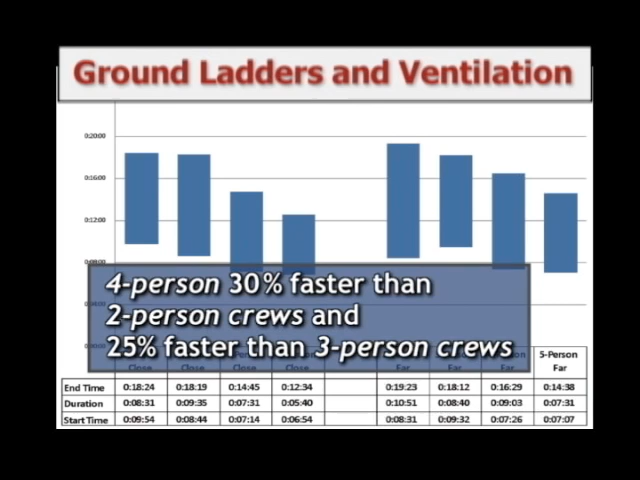 Ground Ladders and Ventilation
0:20:00
0:16:00
0:12:00
4-person 30% faster than
2-person crews and
25% faster than 3-person crews
5-Person
Far
End Time 0:18:24 0:18:19 0:14:45 0:12:34 0:19:23 0:18:12 0:16:29 0:14:38
Duration 0:08:31 0:09:35 0:07:31 0:05:40 0:10:51 0:08:40 0:09:03 0:07:31
Start Time 0:09:54 0:08:44 0:07:14 0:06:54 0:08:31 0:09:32 0:07:26 0:07:07